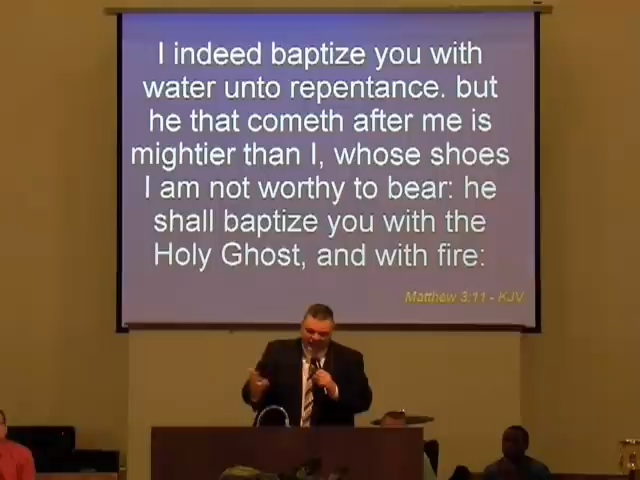 I indeed baptize you with
water unto repentance. but
he that cometh after me is
mightier than I, whose shoes
I am not worthy to bear: he
shall baptize you with the
Holy Ghost, and with fire:
Matthew 3:11 - KJV